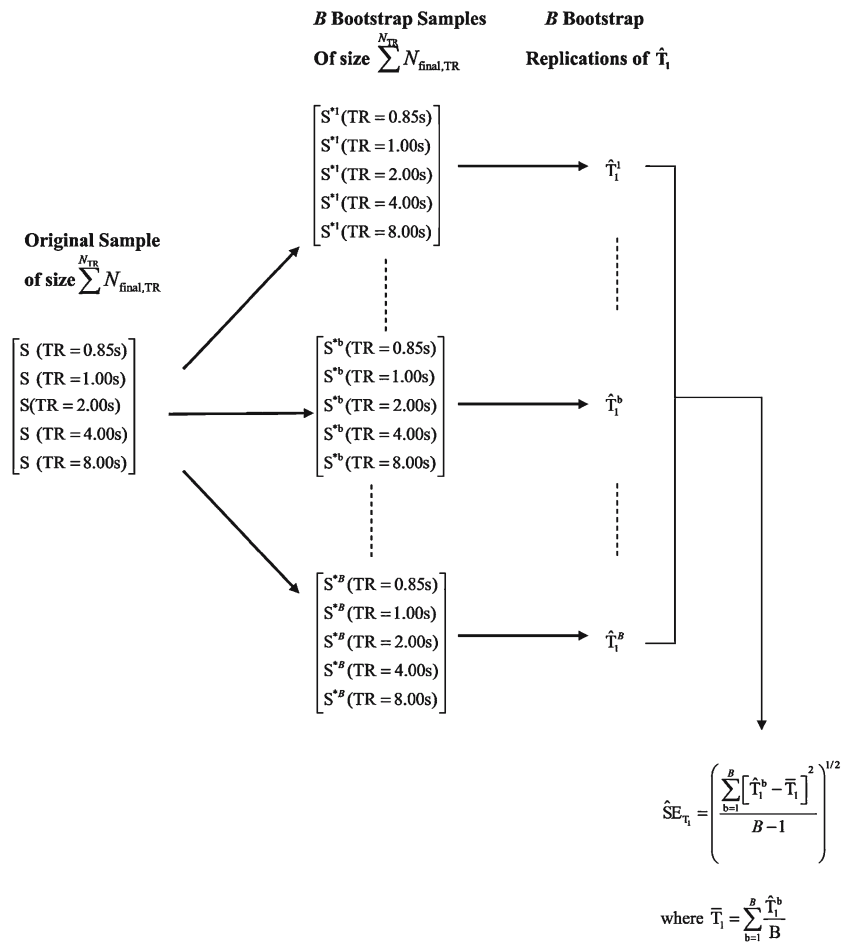 B Bootstrap Samples
Of size ∑^{N_TR} N_final,TR
B Bootstrap
Replications of T̂₁
S*¹(TR = 0.85s)
S*¹(TR = 1.00s)
S*¹(TR = 2.00s)
S*¹(TR = 4.00s)
S*¹(TR = 8.00s)
T̂₁¹
Original Sample
of size ∑^{N_TR} N_final,TR
S (TR = 0.85s)
S (TR =1.00s)
S(TR = 2.00s)
S (TR = 4.00s)
S (TR = 8.00s)
S*ᵇ(TR = 0.85s)
S*ᵇ(TR = 1.00s)
S*ᵇ(TR = 2.00s)
S*ᵇ(TR = 4.00s)
S*ᵇ(TR = 8.00s)
T̂₁ᵇ
S*ᴮ(TR = 0.85s)
S*ᴮ(TR = 1.00s)
S*ᴮ(TR = 2.00s)
S*ᴮ(TR = 4.00s)
S*ᴮ(TR = 8.00s)
T̂₁ᴮ
ŜE_T₁ = (∑_{b=1}^{B} [T̂₁ᵇ − T̅₁]² / B − 1)^{1/2}
where T̅₁ = ∑_{b=1}^{B} T̂₁ᵇ / B